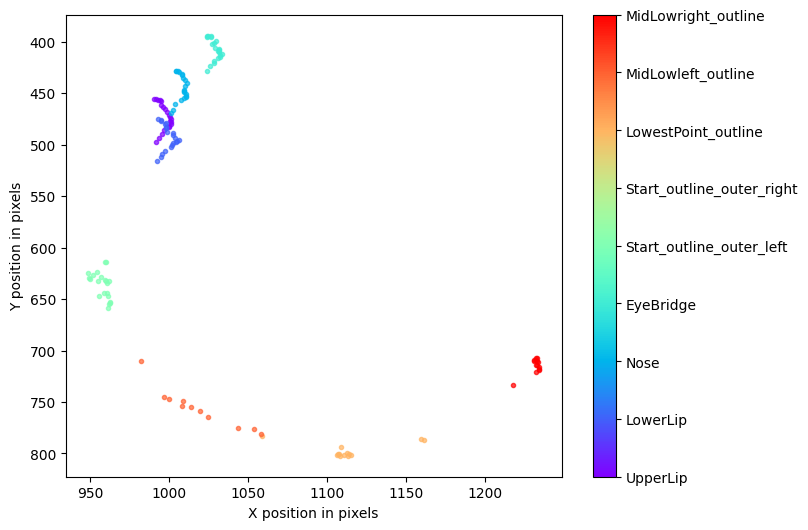 400
450
500
550
600
650
700
750
800
Y position in pixels
950
1000
1050
1100
1150
1200
X position in pixels
MidLowright_outline
MidLowleft_outline
LowestPoint_outline
Start_outline_outer_right
Start_outline_outer_left
EyeBridge
Nose
LowerLip
UpperLip